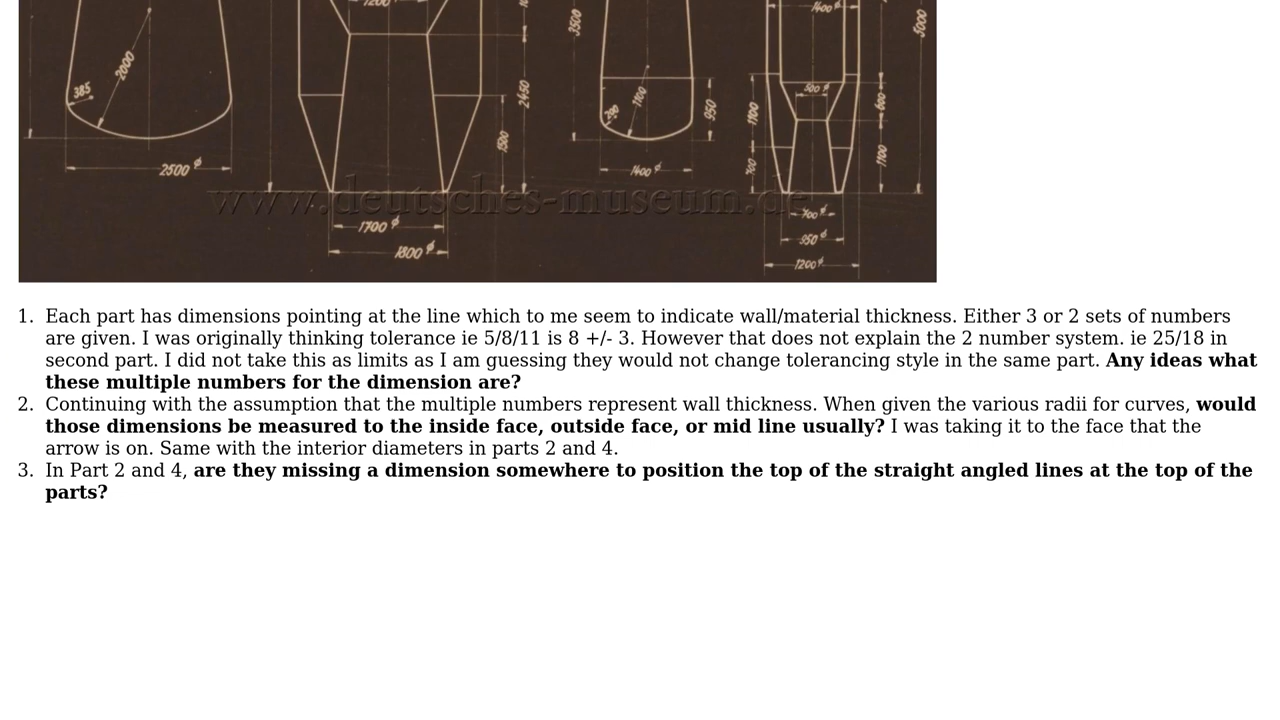 1200
3500
1400 ⌀
5000
385
2000
2450
1500
200
1100
950
1100
700
500 ⌀
600
1100
2500 ⌀
1400 ⌀
www.deutsches-museum.de
1700 ⌀
1800 ⌀
700 ⌀
950 ⌀
1200 ⌀
1. Each part has dimensions pointing at the line which to me seem to indicate wall/material thickness. Either 3 or 2 sets of numbers
are given. I was originally thinking tolerance ie 5/8/11 is 8 +/- 3. However that does not explain the 2 number system. ie 25/18 in
second part. I did not take this as limits as I am guessing they would not change tolerancing style in the same part. Any ideas what
these multiple numbers for the dimension are?
2. Continuing with the assumption that the multiple numbers represent wall thickness. When given the various radii for curves, would
those dimensions be measured to the inside face, outside face, or mid line usually? I was taking it to the face that the
arrow is on. Same with the interior diameters in parts 2 and 4.
3. In Part 2 and 4, are they missing a dimension somewhere to position the top of the straight angled lines at the top of the
parts?